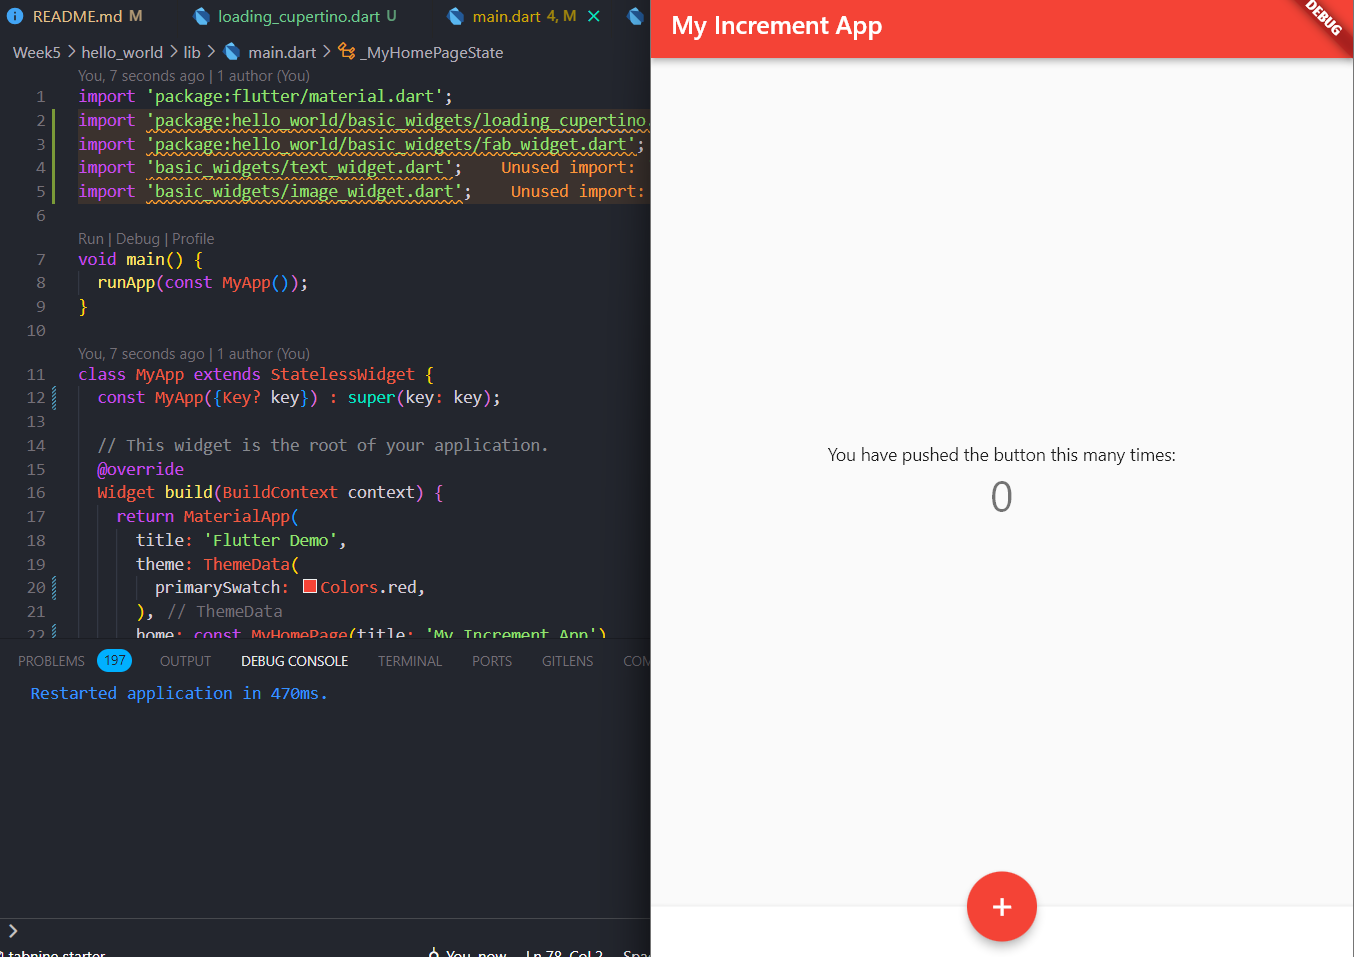 README.md M loading_cupertino.dart U main.dart 4, M
Week5 > hello_world > lib > main.dart > _MyHomePageState
You, 7 seconds ago | 1 author (You)
1 import 'package:flutter/material.dart';
2 import 'package:hello_world/basic_widgets/loading_cupertino.
3 import 'package:hello_world/basic_widgets/fab_widget.dart';
4 import 'basic_widgets/text_widget.dart'; Unused import:
5 import 'basic_widgets/image_widget.dart'; Unused import:
6
Run | Debug | Profile
7 void main() {
8 runApp(const MyApp());
9 }
10
You, 7 seconds ago | 1 author (You)
11 class MyApp extends StatelessWidget {
12 const MyApp({Key? key}) : super(key: key);
13
14 // This widget is the root of your application.
15 @override
16 Widget build(BuildContext context) {
17 return MaterialApp(
18 title: 'Flutter Demo',
19 theme: ThemeData(
20 primarySwatch: Colors.red,
21 ), // ThemeData
22 home: const MyHomePage(title: 'My Increment App')
PROBLEMS 197 OUTPUT DEBUG CONSOLE TERMINAL PORTS GITLENS COM
Restarted application in 470ms.
>
tabnine starter You, now Ln 78, Col 2 Spa
My Increment App
DEBUG
You have pushed the button this many times:
0
+